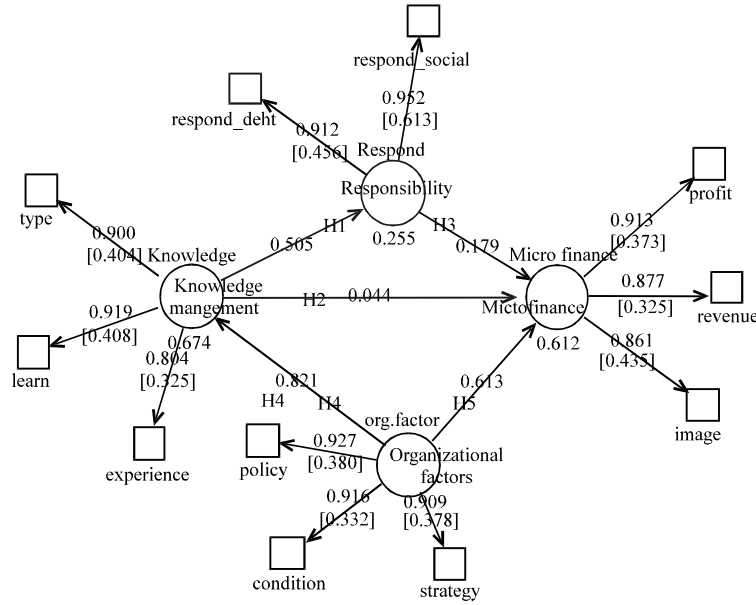 respond_social
0.952
[0.613]
respond_deht
0.912
[0.456]
Respond
Responsibility
0.255
type
0.900
[0.404]
Knowledge
Knowledge
mangement
0.674
H1
0.505
H3
0.179
profit
0.913
[0.373]
Micro finance
Mictofinance
0.612
0.877
[0.325]
revenue
H2
0.044
0.919
[0.408]
learn
0.804
[0.325]
experience
0.861
[0.435]
image
0.821
H4
H4
0.613
H5
org.factor
Organizational
factors
0.927
[0.380]
policy
0.916
[0.332]
condition
0.909
[0.378]
strategy